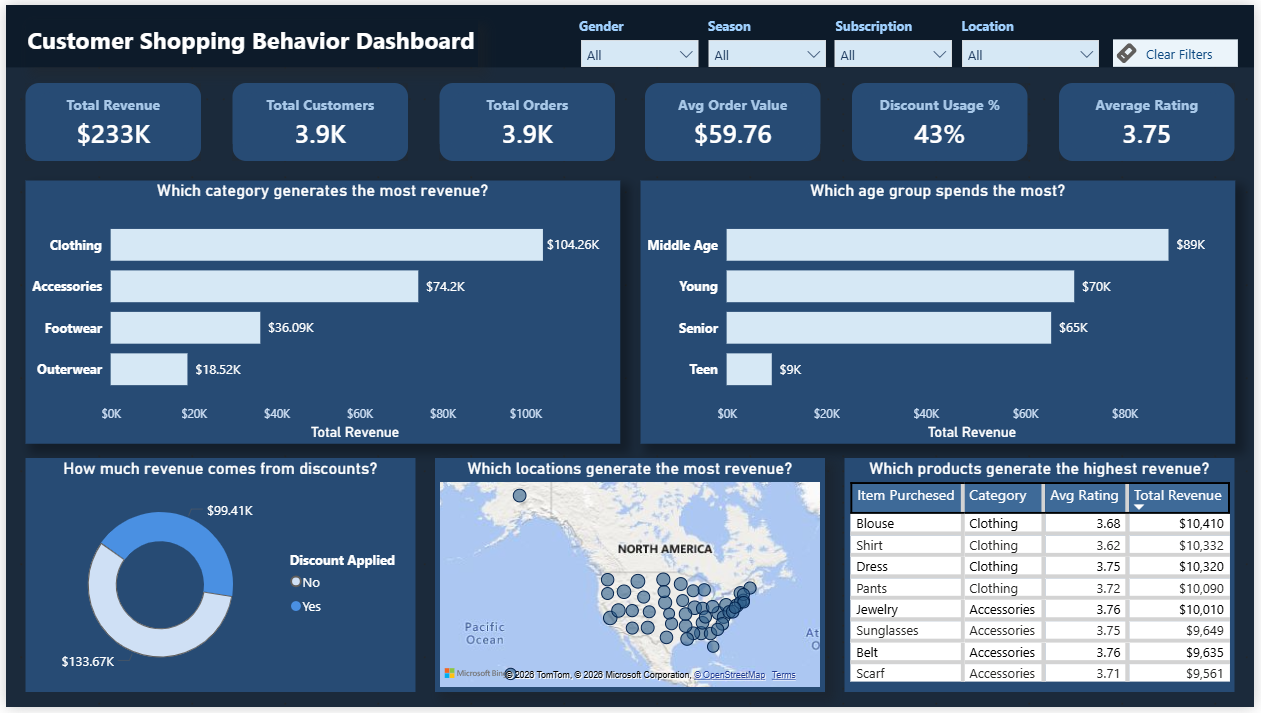 Customer Shopping Behavior Dashboard
Gender
Season
Subscription
Location
All
All
All
All
Clear Filters
Total Revenue
$233K
Total Customers
3.9K
Total Orders
3.9K
Avg Order Value
$59.76
Discount Usage %
43%
Average Rating
3.75
Which category generates the most revenue?
Clothing
$104.26K
Accessories
$74.2K
Footwear
$36.09K
Outerwear
$18.52K
$0K $20K $40K $60K $80K $100K
Total Revenue
Which age group spends the most?
Middle Age
$89K
Young
$70K
Senior
$65K
Teen
$9K
$0K $20K $40K $60K $80K
Total Revenue
How much revenue comes from discounts?
$99.41K
$133.67K
Discount Applied
No
Yes
Which locations generate the most revenue?
NORTH AMERICA
Pacific
Ocean
At
O
Microsoft Bing
© 2026 TomTom, © 2026 Microsoft Corporation, © OpenStreetMap Terms
Which products generate the highest revenue?
Item Purchesed Category Avg Rating Total Revenue
Blouse Clothing 3.68 $10,410
Shirt Clothing 3.62 $10,332
Dress Clothing 3.75 $10,320
Pants Clothing 3.72 $10,090
Jewelry Accessories 3.76 $10,010
Sunglasses Accessories 3.75 $9,649
Belt Accessories 3.76 $9,635
Scarf Accessories 3.71 $9,561